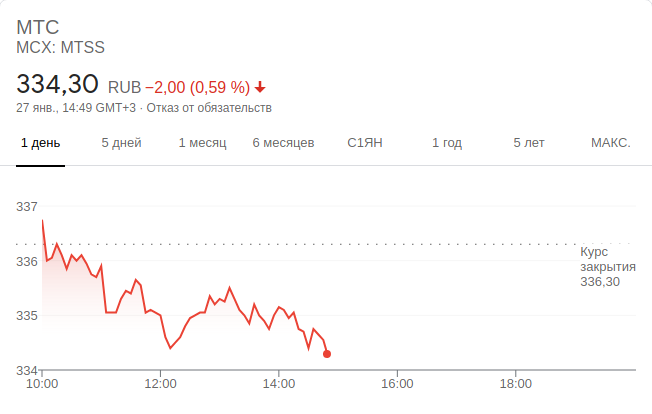 МТС
MCX: MTSS
334,30 RUB −2,00 (0,59 %)
27 янв., 14:49 GMT+3 · Отказ от обязательств
1 день 5 дней 1 месяц 6 месяцев С1ЯН 1 год 5 лет МАКС.
337
336
335
334
Курс
закрытия
336,30
10:00 12:00 14:00 16:00 18:00